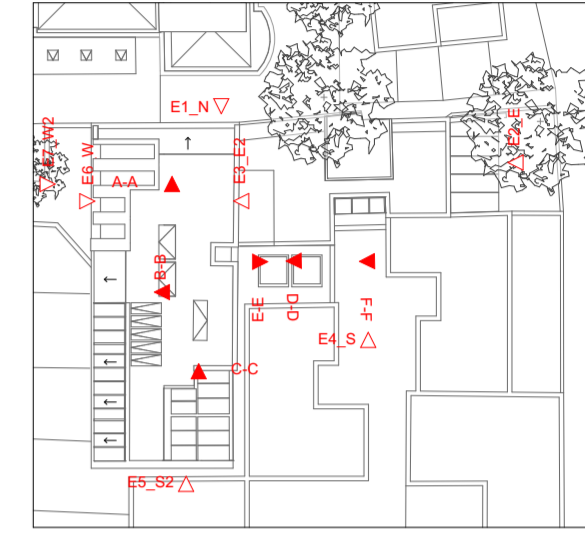 E1_N
E7_W2
E6_W
A-A
E3_E2
E2_E
B-B
E-E
D-D
F-F
E4_S
C-C
E5_S2